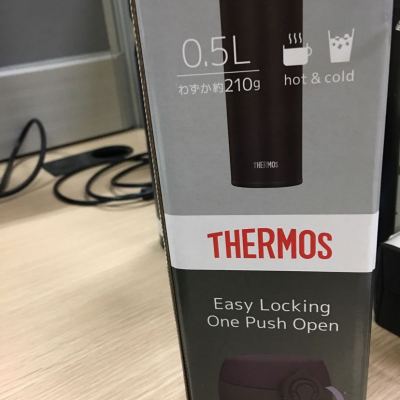 0.5L
わずか約210g
hot & cold
THERMOS
THERMOS
Easy Locking
One Push Open